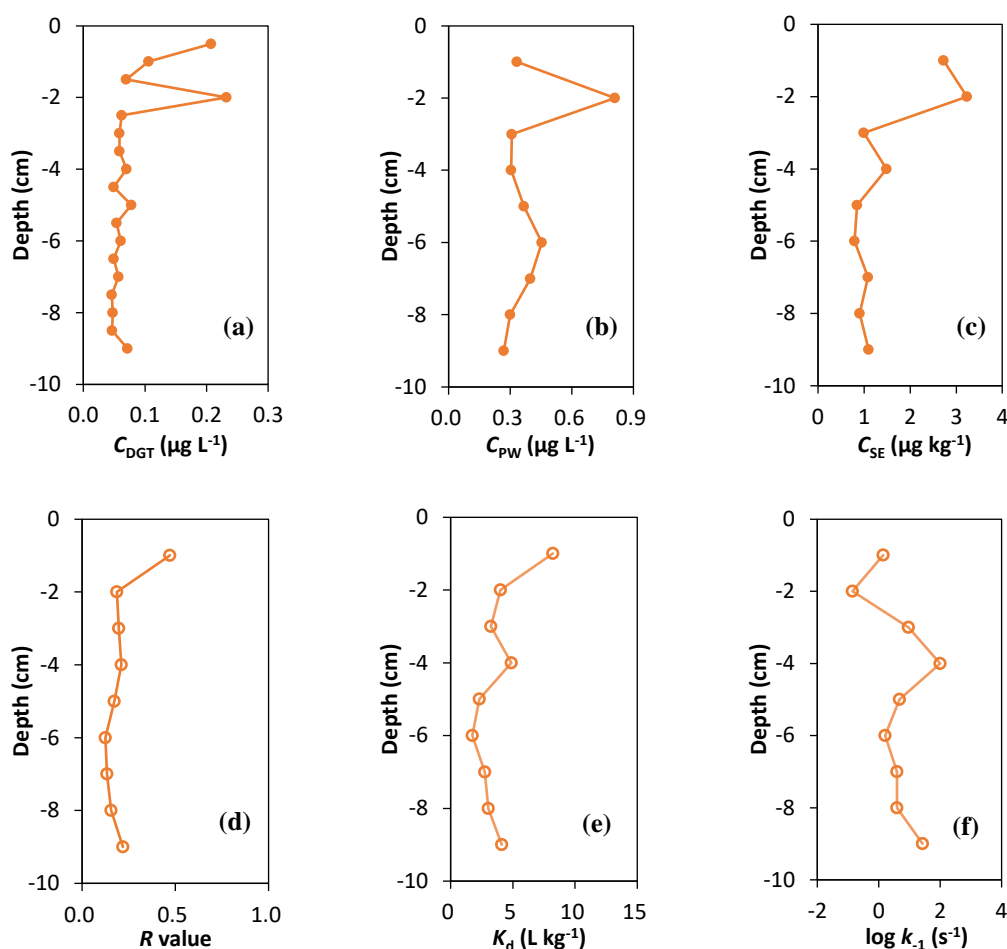 0
-2
-4
-6
-8
-10
Depth (cm)
(a)
0.0 0.1 0.2 0.3
C_DGT (µg L⁻¹)
0
-2
-4
-6
-8
-10
Depth (cm)
(b)
0.0 0.3 0.6 0.9
C_PW (µg L⁻¹)
0
-2
-4
-6
-8
-10
Depth (cm)
(c)
0 1 2 3 4
C_SE (µg kg⁻¹)
0
-2
-4
-6
-8
-10
Depth (cm)
(d)
0.0 0.5 1.0
R value
0
-2
-4
-6
-8
-10
Depth (cm)
(e)
0 5 10 15
K_d (L kg⁻¹)
0
-2
-4
-6
-8
-10
Depth (cm)
(f)
-2 0 2 4
log k₋₁ (s⁻¹)